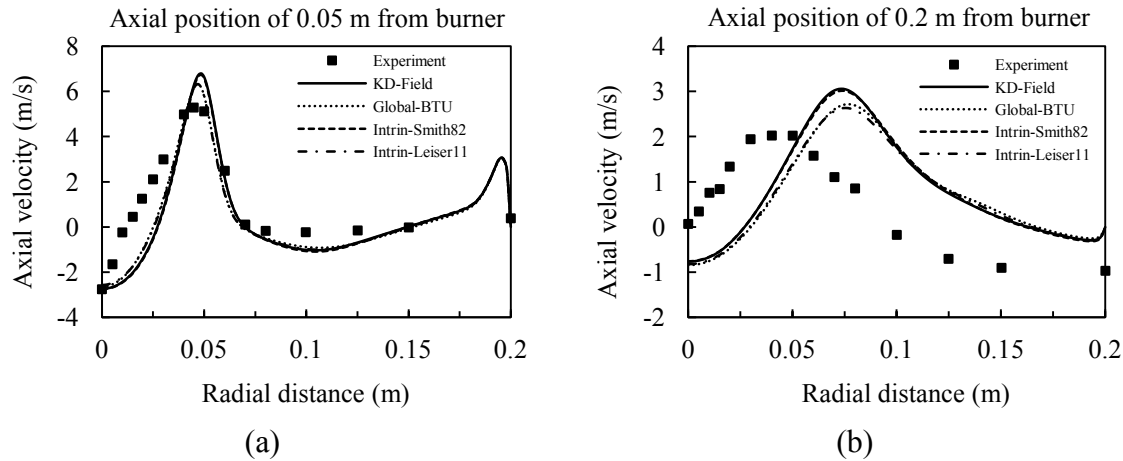 Axial position of 0.05 m from burner
8
6
4
2
0
-2
-4
0
0.05
0.1
0.15
0.2
Axial velocity (m/s)
Radial distance (m)
Experiment
KD-Field
Global-BTU
Intrin-Smith82
Intrin-Leiser11
(a)
Axial position of 0.2 m from burner
4
3
2
1
0
-1
-2
0
0.05
0.1
0.15
0.2
Axial velocity (m/s)
Radial distance (m)
Experiment
KD-Field
Global-BTU
Intrin-Smith82
Intrin-Leiser11
(b)